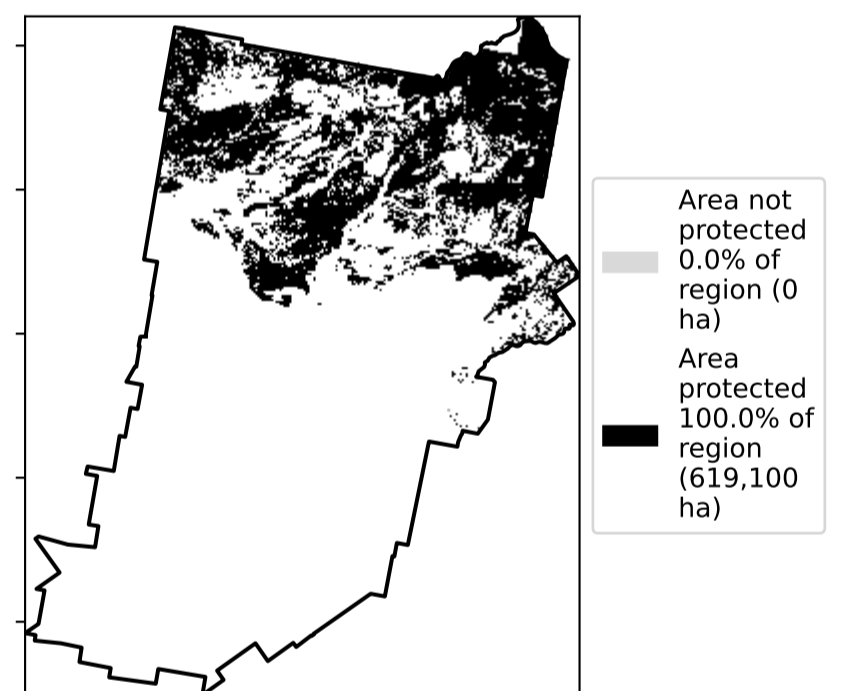 Area not
protected
0.0% of
region (0
ha)
Area
protected
100.0% of
region
(619,100
ha)